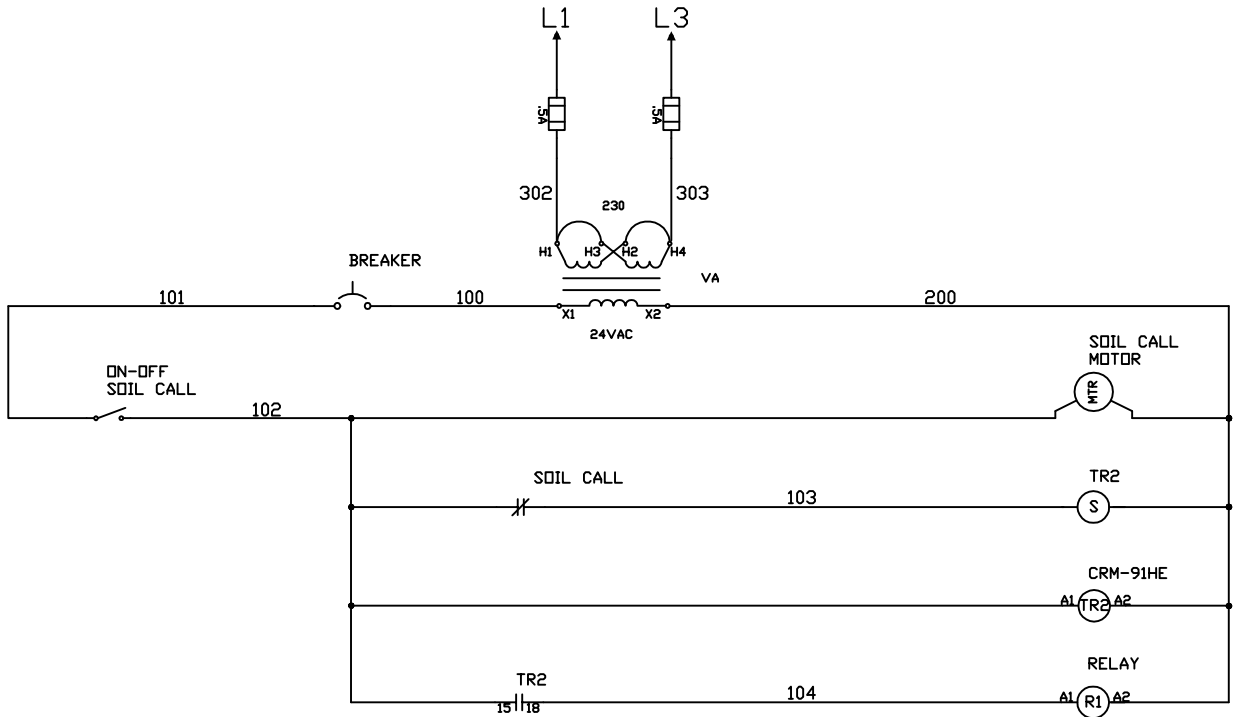 L1 L3
.5A .5A
302 303
230
H1 H3 H2 H4
BREAKER
VA
101 100 200
X1 X2
24VAC
SOIL CALL
MOTOR
ON-OFF
SOIL CALL
MTR
102
SOIL CALL
TR2
103
S
CRM-91HE
A1 TR2 A2
RELAY
TR2
104
A1 R1 A2
15 18